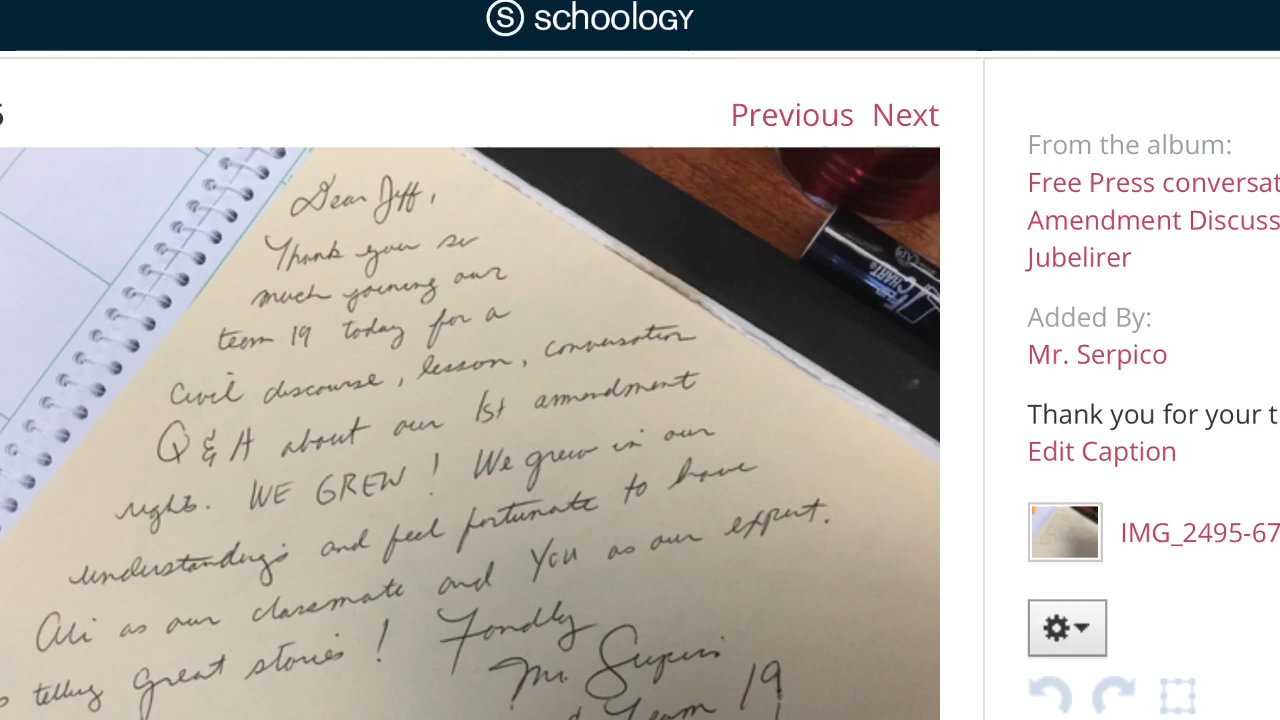 schoology
Previous Next
Dear Jeff,
Thank you so
much joining our
team 19 today for a
civil discourse, lesson, conversation
Q & A about our 1st amendment
rights. WE GREW! We grew in our
understandings and feel fortunate to have
Ali as our classmate and You as our expert.
telling great stories! Fondly
Mr. Serpico
Team 19
CHART
From the album:
Free Press conversat
Amendment Discuss
Jubelirer
Added By:
Mr. Serpico
Thank you for your t
Edit Caption
IMG_2495-67